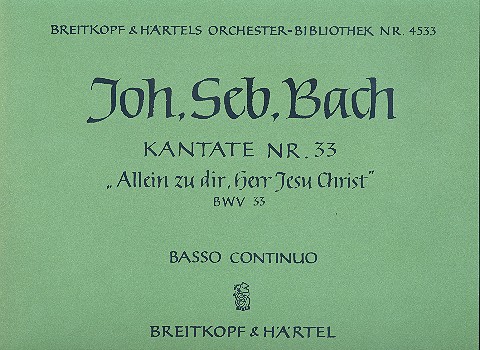 BREITKOPF & HÄRTELS ORCHESTER-BIBLIOTHEK NR. 4533
Joh. Seb. Bach
KANTATE NR. 33
„Allein zu dir, Herr Jesu Christ”
BWV 33
BASSO CONTINUO
BREITKOPF & HÄRTEL